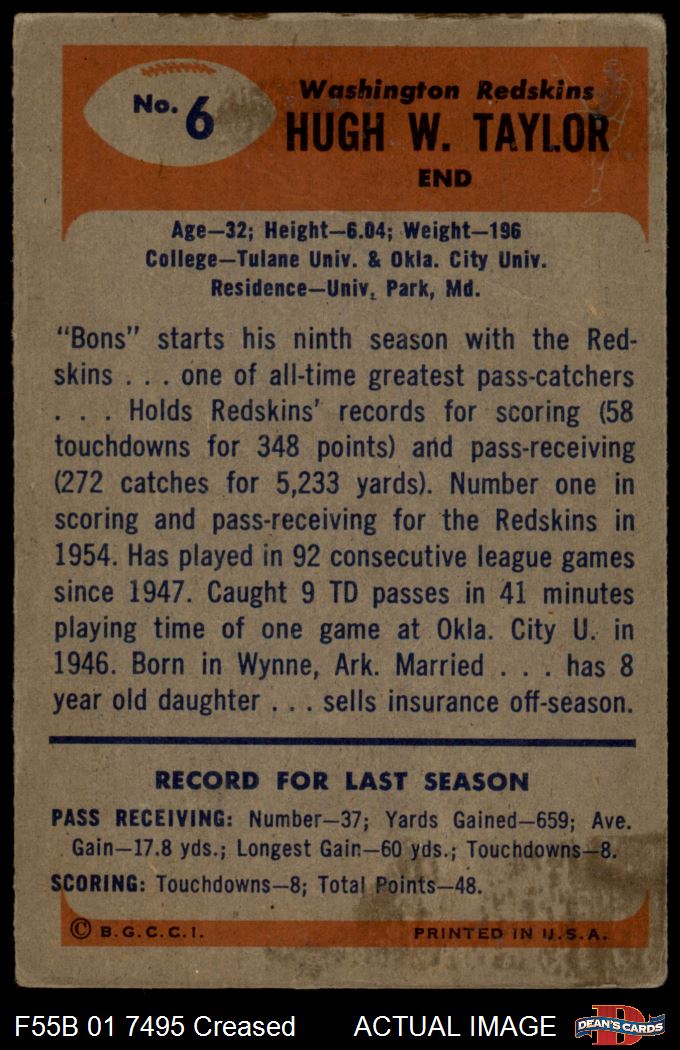 No. 6
Washington Redskins
HUGH W. TAYLOR
END
Age—32; Height—6.04; Weight—196
College—Tulane Univ. & Okla. City Univ.
Residence—Univ. Park, Md.
"Bons" starts his ninth season with the Red-
skins . . . one of all-time greatest pass-catchers
. . . Holds Redskins' records for scoring (58
touchdowns for 348 points) and pass-receiving
(272 catches for 5,233 yards). Number one in
scoring and pass-receiving for the Redskins in
1954. Has played in 92 consecutive league games
since 1947. Caught 9 TD passes in 41 minutes
playing time of one game at Okla. City U. in
1946. Born in Wynne, Ark. Married . . . has 8
year old daughter . . . sells insurance off-season.
RECORD FOR LAST SEASON
PASS RECEIVING: Number—37; Yards Gained—659; Ave.
Gain—17.8 yds.; Longest Gain—60 yds.; Touchdowns—8.
SCORING: Touchdowns—8; Total Points—48.
© B.G.C.C.I. PRINTED IN U.S.A.
F55B 01 7495 Creased ACTUAL IMAGE DEAN'S CARDS